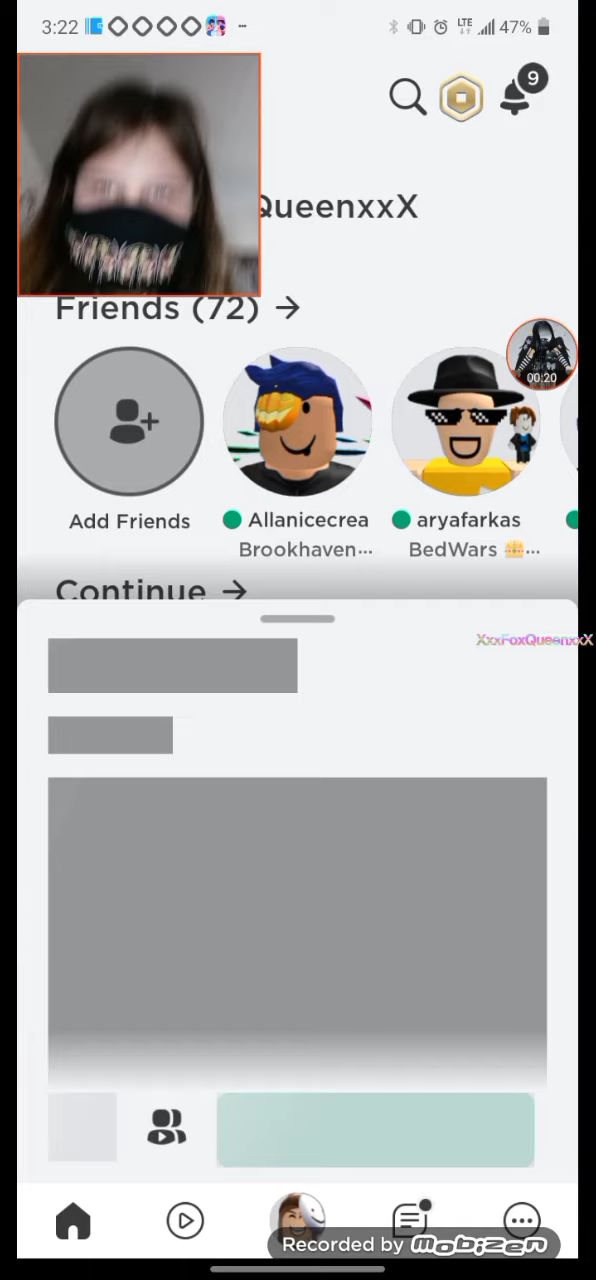 3:22 LTE 47%
9
QueenxxX
Friends (72) →
00:20
Add Friends
Allanicecrea
aryafarkas
Brookhaven...
BedWars ...
Continue →
XxxFoxQueenxxX
Recorded by mobizen